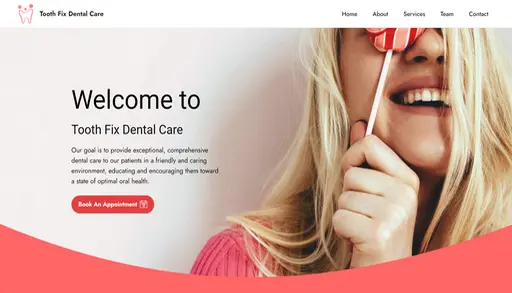 Tooth Fix Dental Care
Home About Services Team Contact
Welcome to
Tooth Fix Dental Care
Our goal is to provide exceptional, comprehensive
dental care to our patients in a friendly and caring
environment, educating and encouraging them toward
a state of optimal oral health.
Book An Appointment